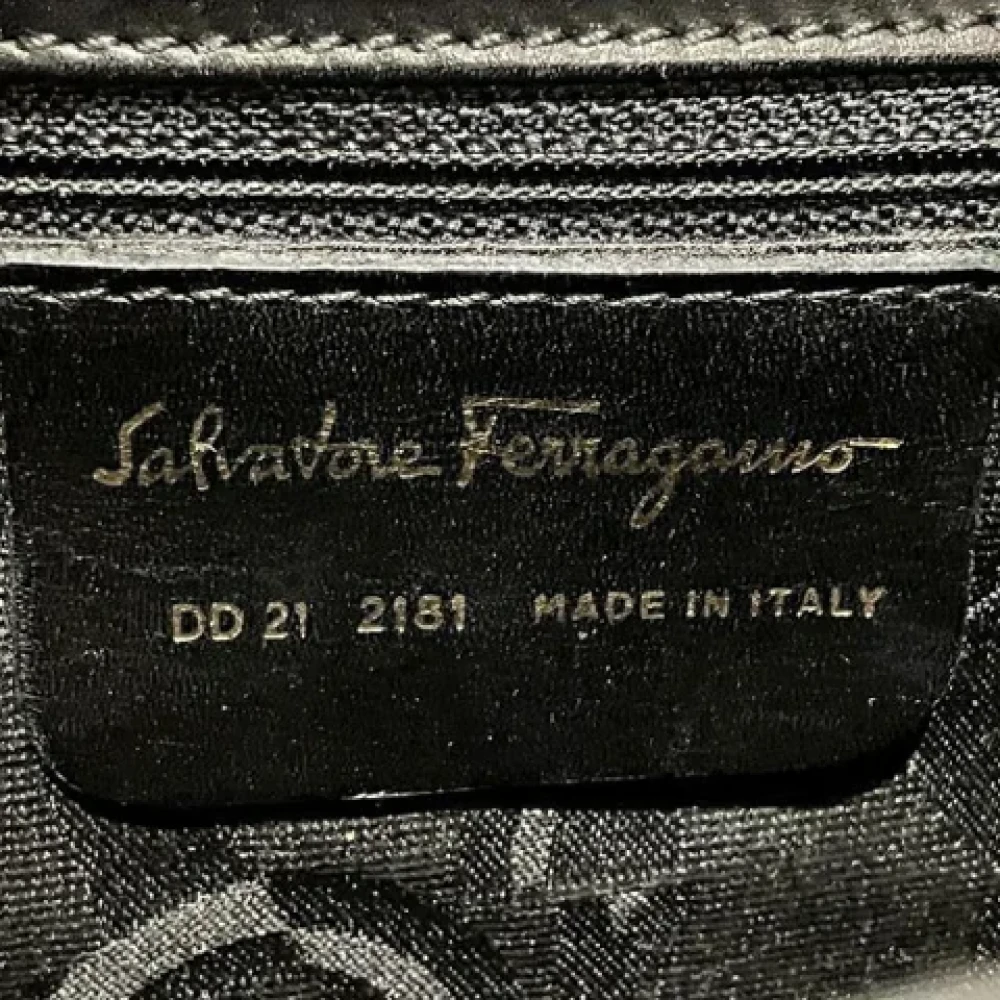 Salvatore Ferragamo
DD 21 2181 MADE IN ITALY